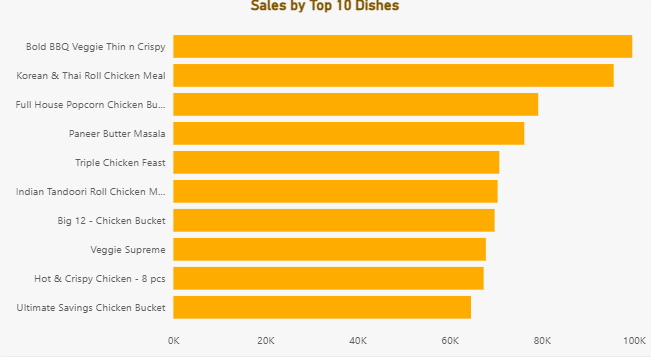 Sales by Top 10 Dishes
Bold BBQ Veggie Thin n Crispy
Korean & Thai Roll Chicken Meal
Full House Popcorn Chicken Bu...
Paneer Butter Masala
Triple Chicken Feast
Indian Tandoori Roll Chicken M...
Big 12 - Chicken Bucket
Veggie Supreme
Hot & Crispy Chicken - 8 pcs
Ultimate Savings Chicken Bucket
0K 20K 40K 60K 80K 100K